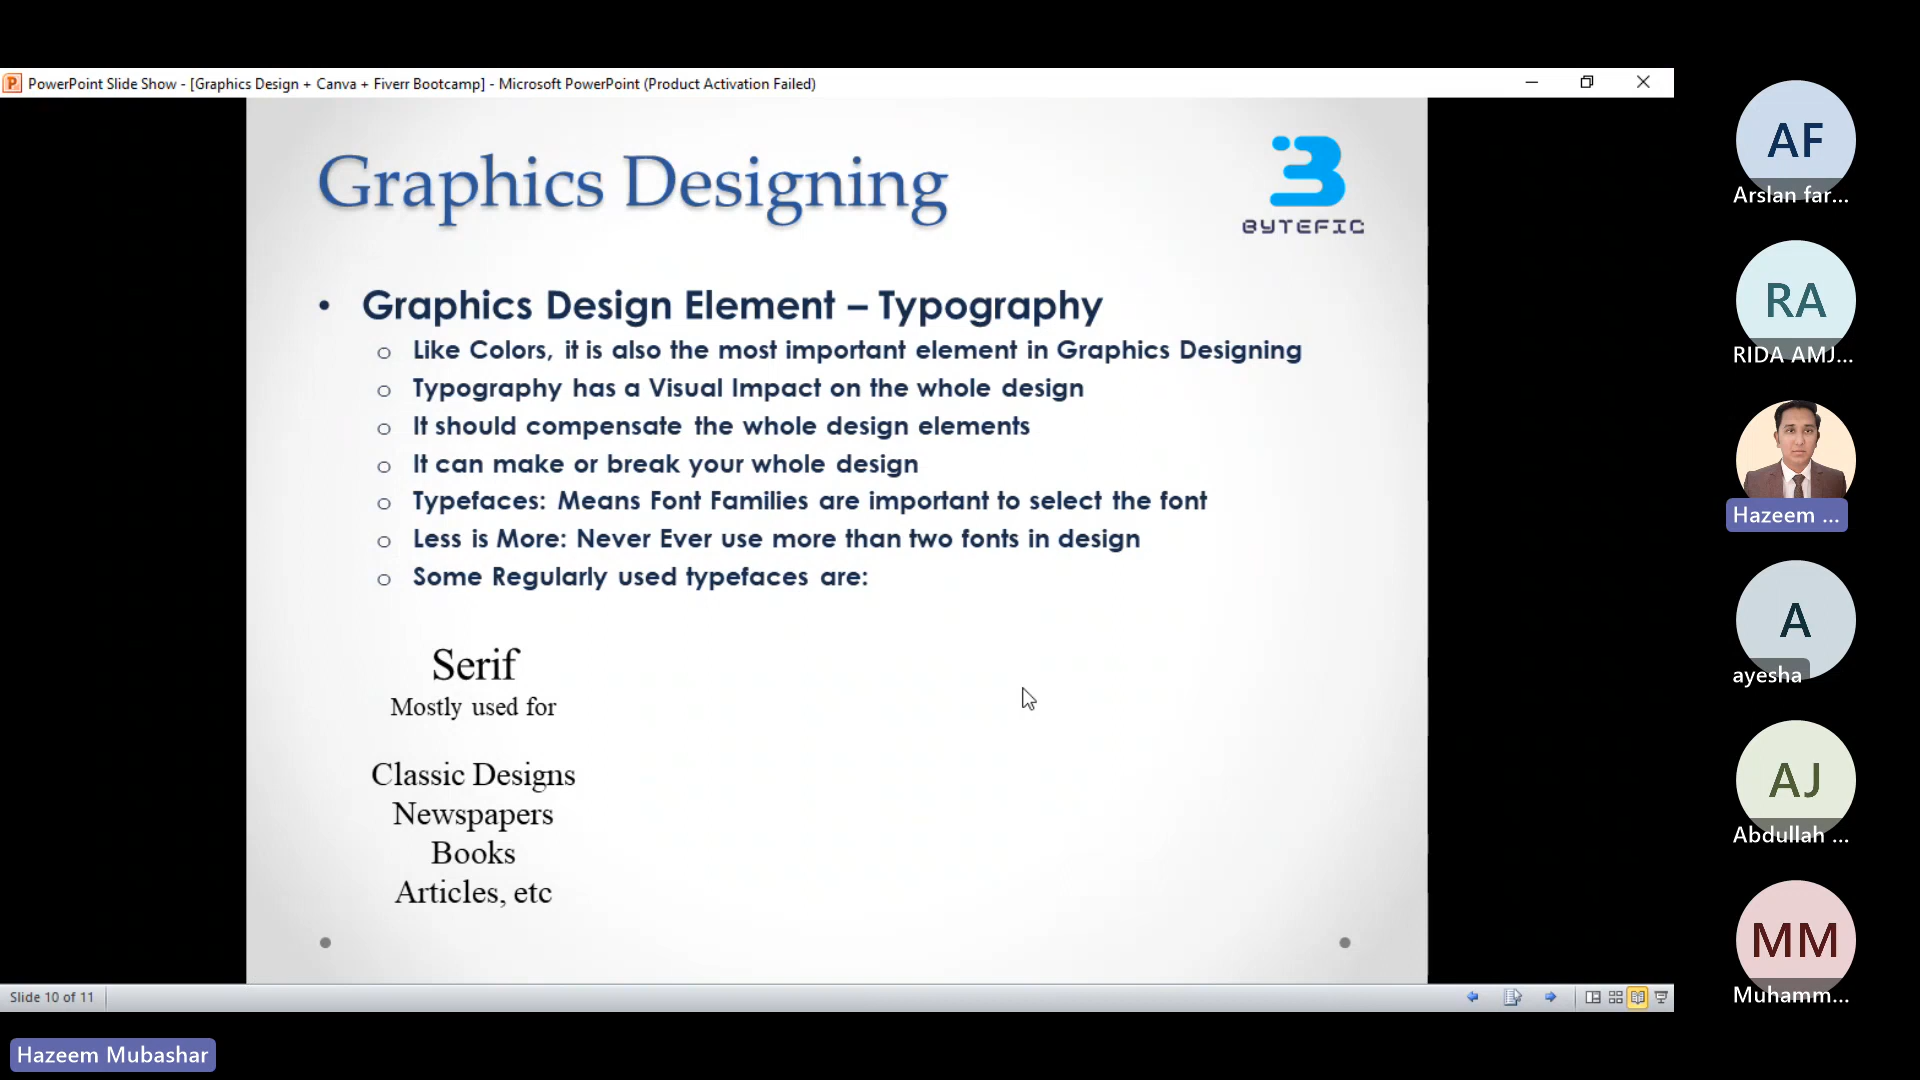 PowerPoint Slide Show - [Graphics Design + Canva + Fiverr Bootcamp] - Microsoft PowerPoint (Product Activation Failed)
Graphics Designing
BYTEFIC
• Graphics Design Element – Typography
o Like Colors, it is also the most important element in Graphics Designing
o Typography has a Visual Impact on the whole design
o It should compensate the whole design elements
o It can make or break your whole design
o Typefaces: Means Font Families are important to select the font
o Less is More: Never Ever use more than two fonts in design
o Some Regularly used typefaces are:
Serif
Mostly used for
Classic Designs
Newspapers
Books
Articles, etc
Slide 10 of 11
Hazeem Mubashar
AF
Arslan far...
RA
RIDA AMJ...
Hazeem ...
A
ayesha
AJ
Abdullah ...
MM
Muhamm...